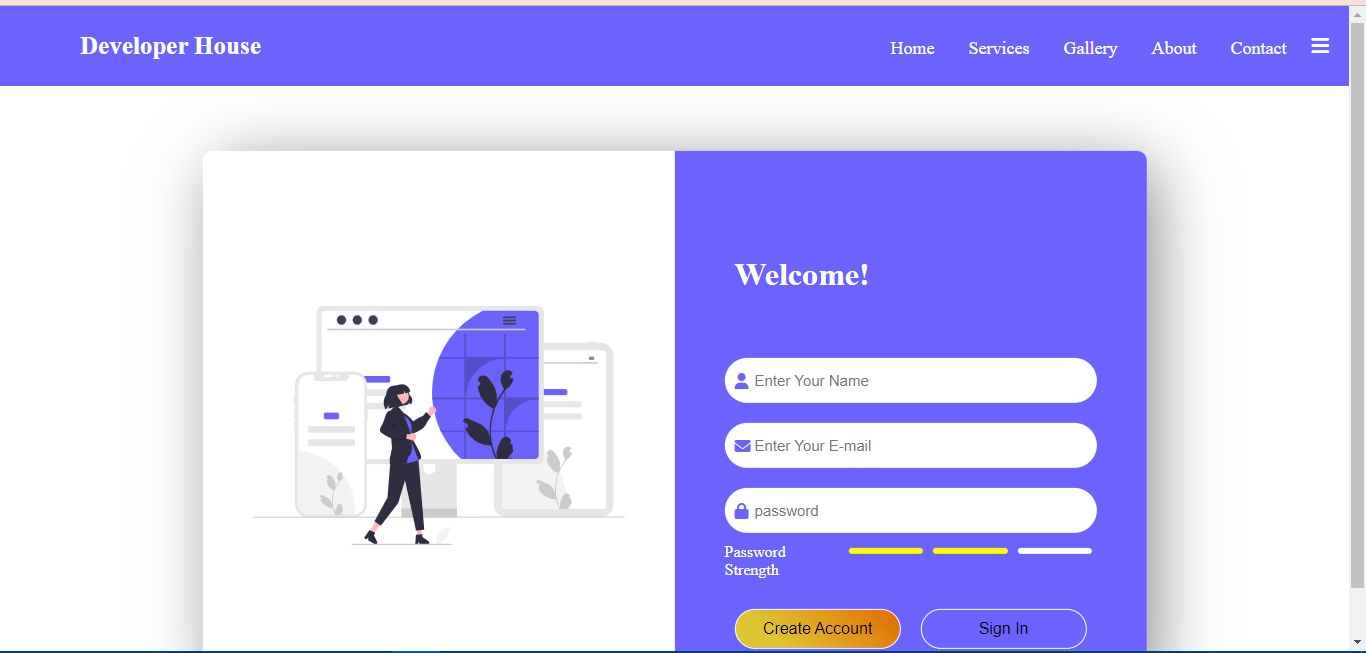 Developer House
Home Services Gallery About Contact
Welcome!
Enter Your Name
Enter Your E-mail
password
Password
Strength
Create Account Sign In